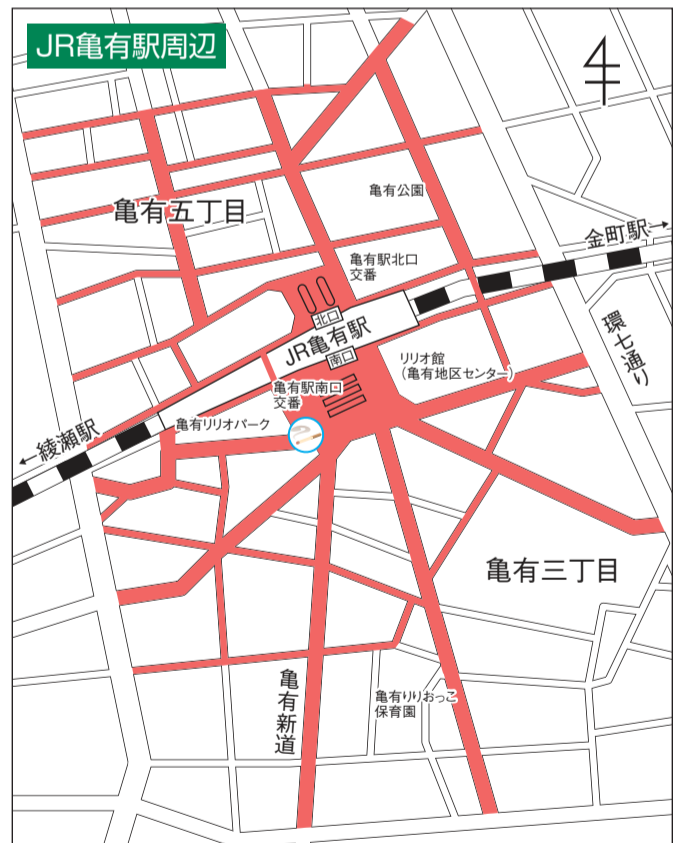 JR亀有駅周辺
亀有公園
亀有五丁目
金町駅
亀有駅北口
交番
北口
JR亀有駅
南口
環七通り
リリオ館
(亀有地区センター)
亀有駅南口
交番
亀有リリオパーク
綾瀬駅
亀有三丁目
亀有新道
亀有りりおっこ
保育園